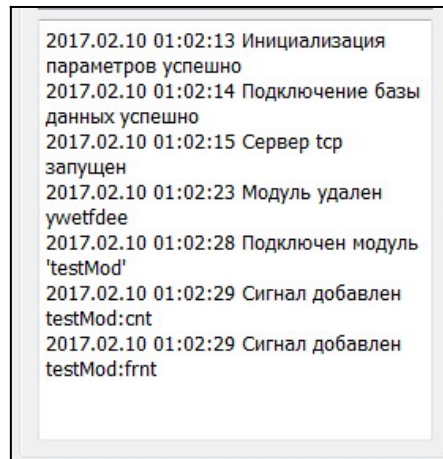 2017.02.10 01:02:13 Инициализация
параметров успешно
2017.02.10 01:02:14 Подключение базы
данных успешно
2017.02.10 01:02:15 Сервер tcp
запущен
2017.02.10 01:02:23 Модуль удален
ywetfdee
2017.02.10 01:02:28 Подключен модуль
'testMod'
2017.02.10 01:02:29 Сигнал добавлен
testMod:cnt
2017.02.10 01:02:29 Сигнал добавлен
testMod:frnt